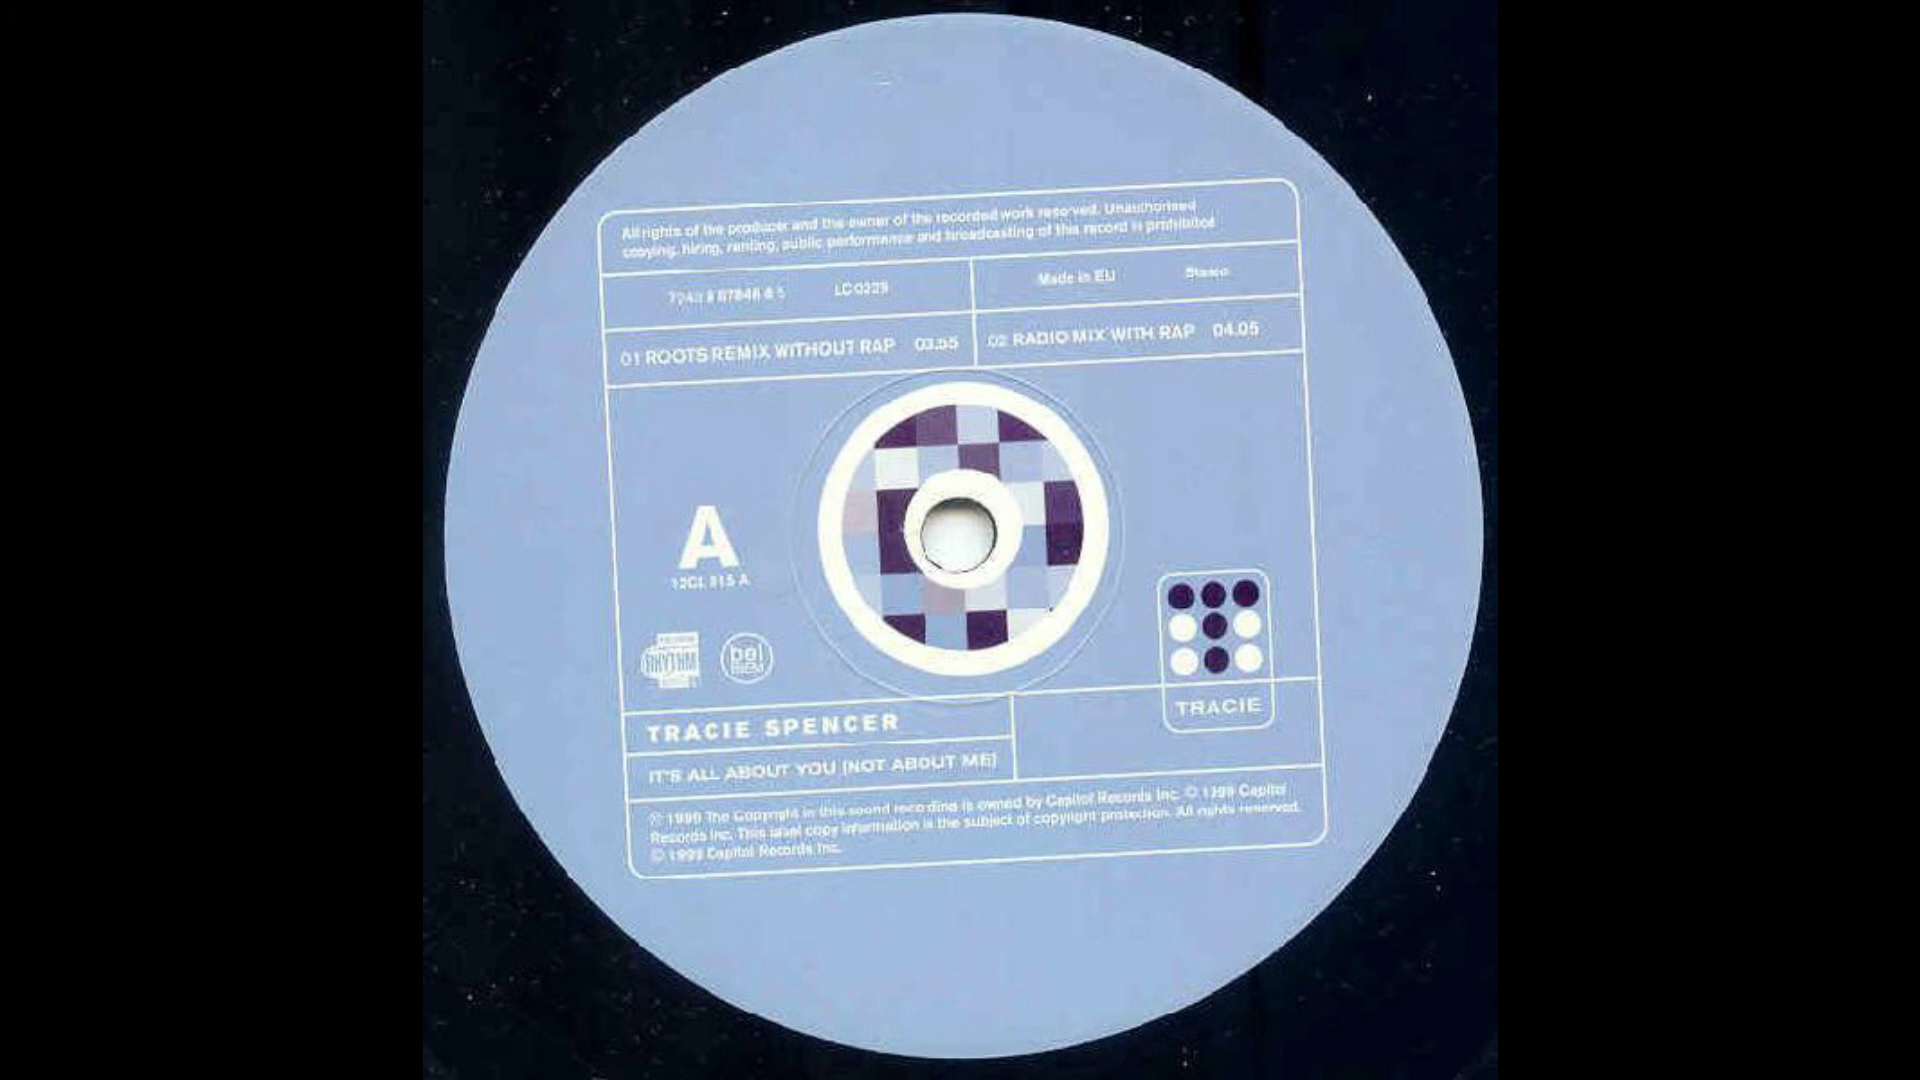 All rights of the producer and the owner of the recorded work reserved. Unauthorised
copying, hiring, renting, public performance and broadcasting of this record is prohibited
LC0229
Made in EU
Stereo
01 ROOTS REMIX WITHOUT RAP 03.55
02 RADIO MIX WITH RAP 04.05
A
12CL 815 A
RHYTHM
bel
TRACIE
TRACIE SPENCER
IT'S ALL ABOUT YOU (NOT ABOUT ME)
℗ 1999 The Copyright in this sound recording is owned by Capitol Records Inc. © 1999 Capitol
Records Inc. This label copy information is the subject of copyright protection. All rights reserved.
© 1999 Capitol Records Inc.